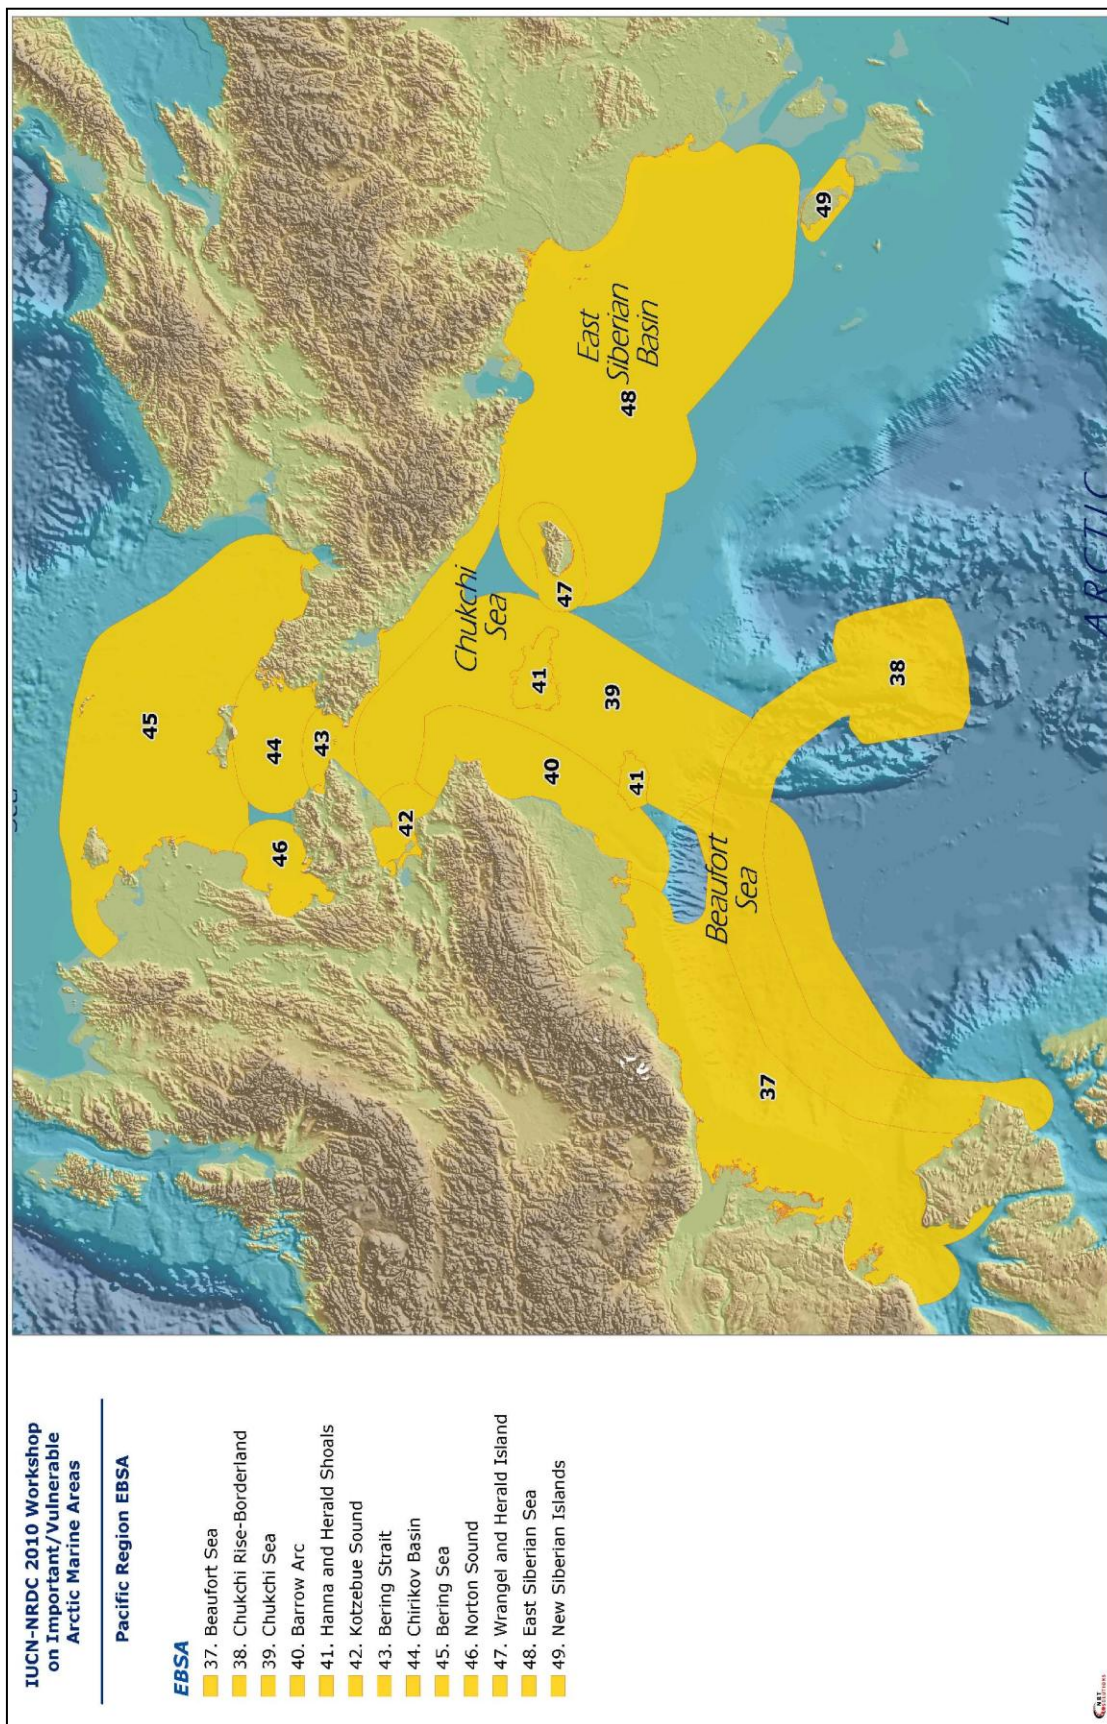 IUCN-NRDC 2010 Workshop
on Important/Vulnerable
Arctic Marine Areas
Pacific Region EBSA
EBSA
37. Beaufort Sea
38. Chukchi Rise-Borderland
39. Chukchi Sea
40. Barrow Arc
41. Hanna and Herald Shoals
42. Kotzebue Sound
43. Bering Strait
44. Chirikov Basin
45. Bering Sea
46. Norton Sound
47. Wrangel and Herald Island
48. East Siberian Sea
49. New Siberian Islands
45
46
44
43
42
Chukchi
Sea
47
41
40
39
41
48
East
Siberian
Basin
49
Beaufort
Sea
37
38
ARCTIC